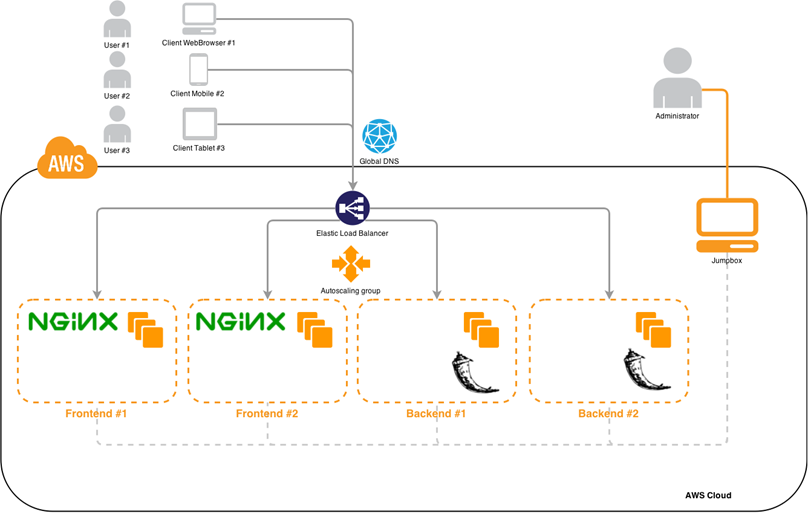 User #1
Client WebBrowser #1
User #2
Client Mobile #2
User #3
Client Tablet #3
Administrator
Global DNS
AWS
Elastic Load Balancer
Jumpbox
Autoscaling group
NGiNX
NGiNX
Frontend #1
Frontend #2
Backend #1
Backend #2
AWS Cloud